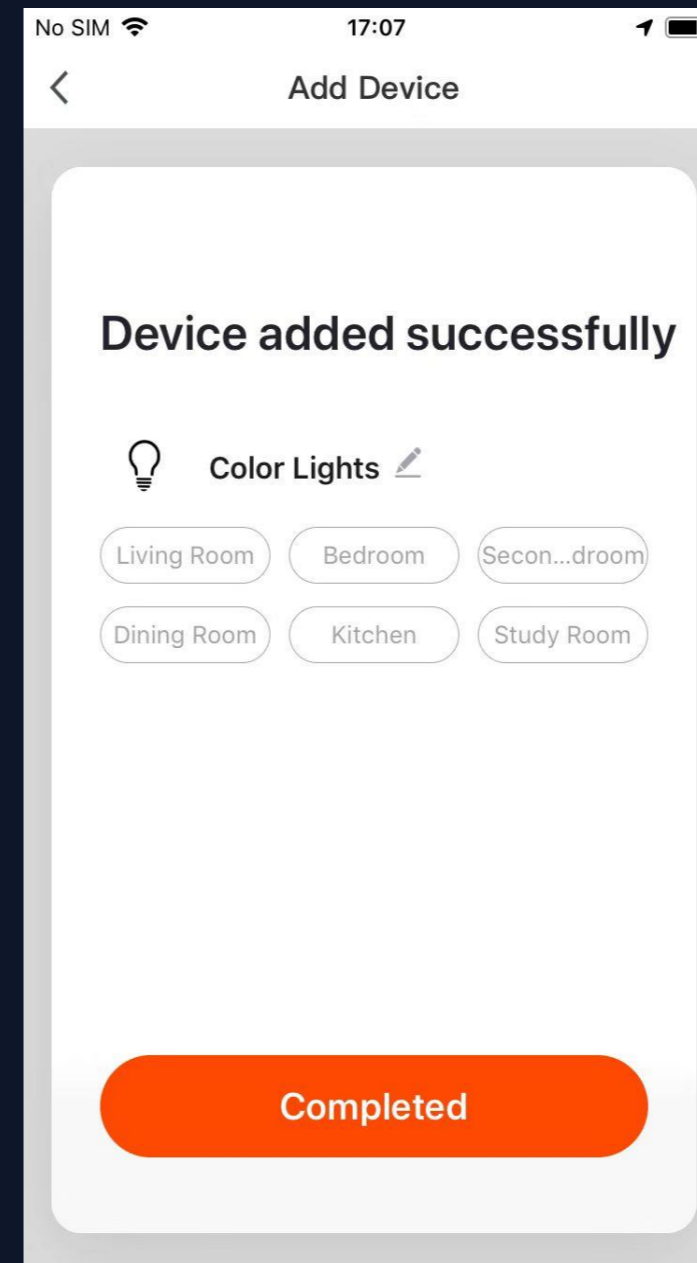 No SIM 17:07
Add Device
Device added successfully
Color Lights
Living Room Bedroom Secon...droom
Dining Room Kitchen Study Room
Completed